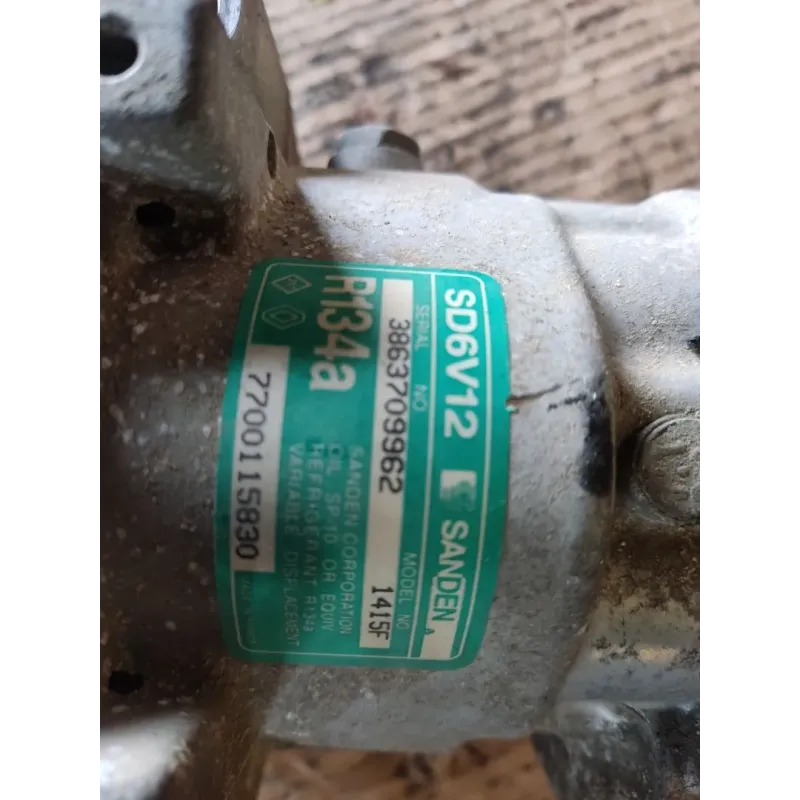 SD6V12 SANDEN
SERIAL NO MODEL NO A
3863709962 1415F
R134a
SANDEN CORPORATION
OIL SP-10 OR EQUIV
REFRIGERANT R134a
VARIABLE DISPLACEMENT
7700115830